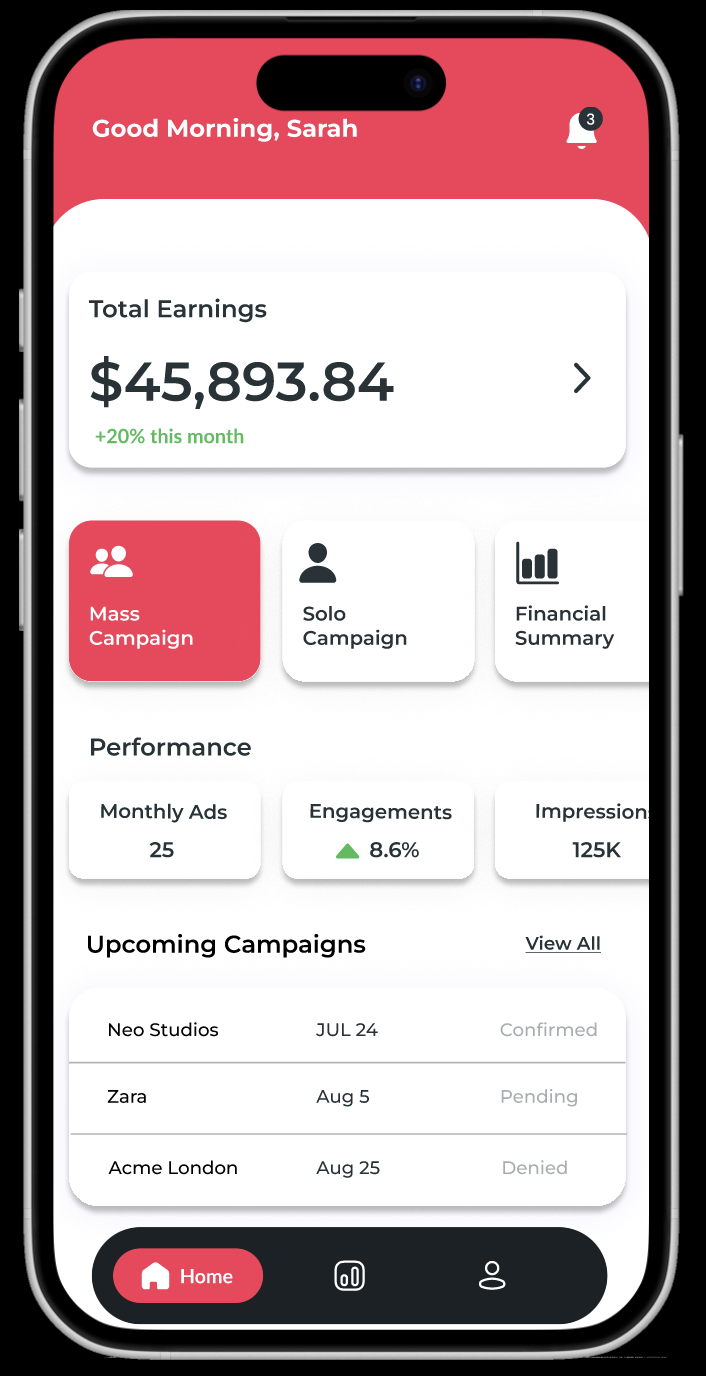 Good Morning, Sarah
3
Total Earnings
$45,893.84
+20% this month
Mass
Campaign
Solo
Campaign
Financial
Summary
Performance
Monthly Ads
25
Engagements
8.6%
Impressions
125K
Upcoming Campaigns
View All
Neo Studios JUL 24 Confirmed
Zara Aug 5 Pending
Acme London Aug 25 Denied
Home